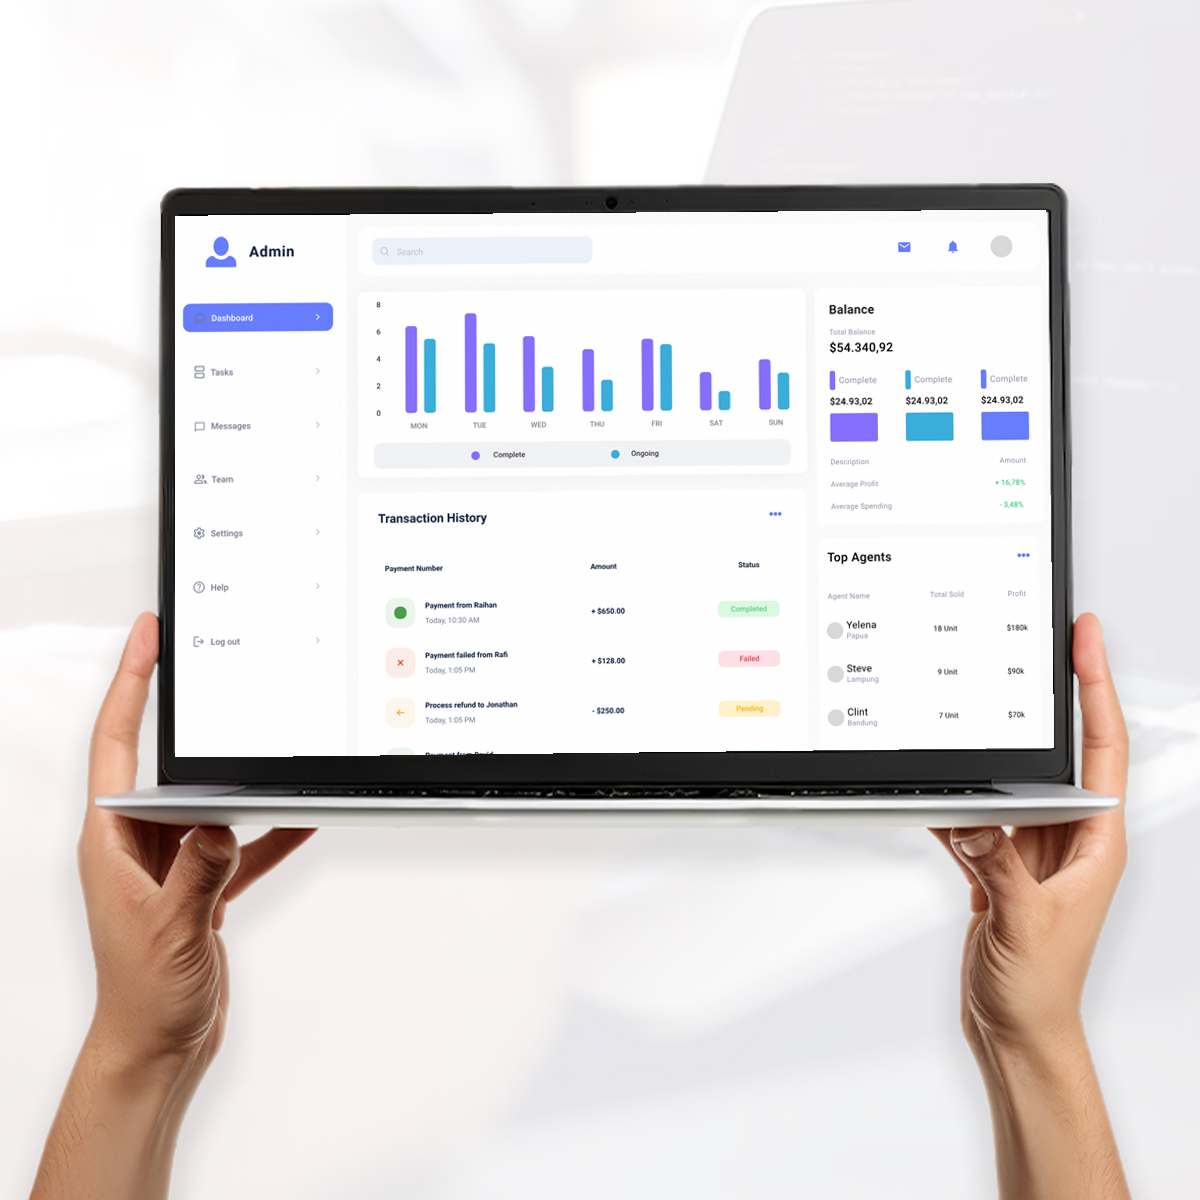 Admin
Search
Dashboard
Tasks
Messages
Team
Settings
Help
Log out
8
6
4
2
0
MON TUE WED THU FRI SAT SUN
Complete Ongoing
Balance
Total Balance
$54.340,92
Complete Complete Complete
$24.93,02 $24.93,02 $24.93,02
Description Amount
Average Profit + 16,78%
Average Spending - 3,48%
Transaction History
Payment Number Amount Status
Payment from Raihan
Today, 10:30 AM
+ $650.00
Completed
Payment failed from Rafi
Today, 1:05 PM
+ $128.00
Failed
Process refund to Jonathan
Today, 1:05 PM
- $250.00
Pending
Payment from David
Top Agents
Agent Name Total Sold Profit
Yelena
Papua
18 Unit
$180k
Steve
Lampung
9 Unit
$90k
Clint
Bandung
7 Unit
$70k